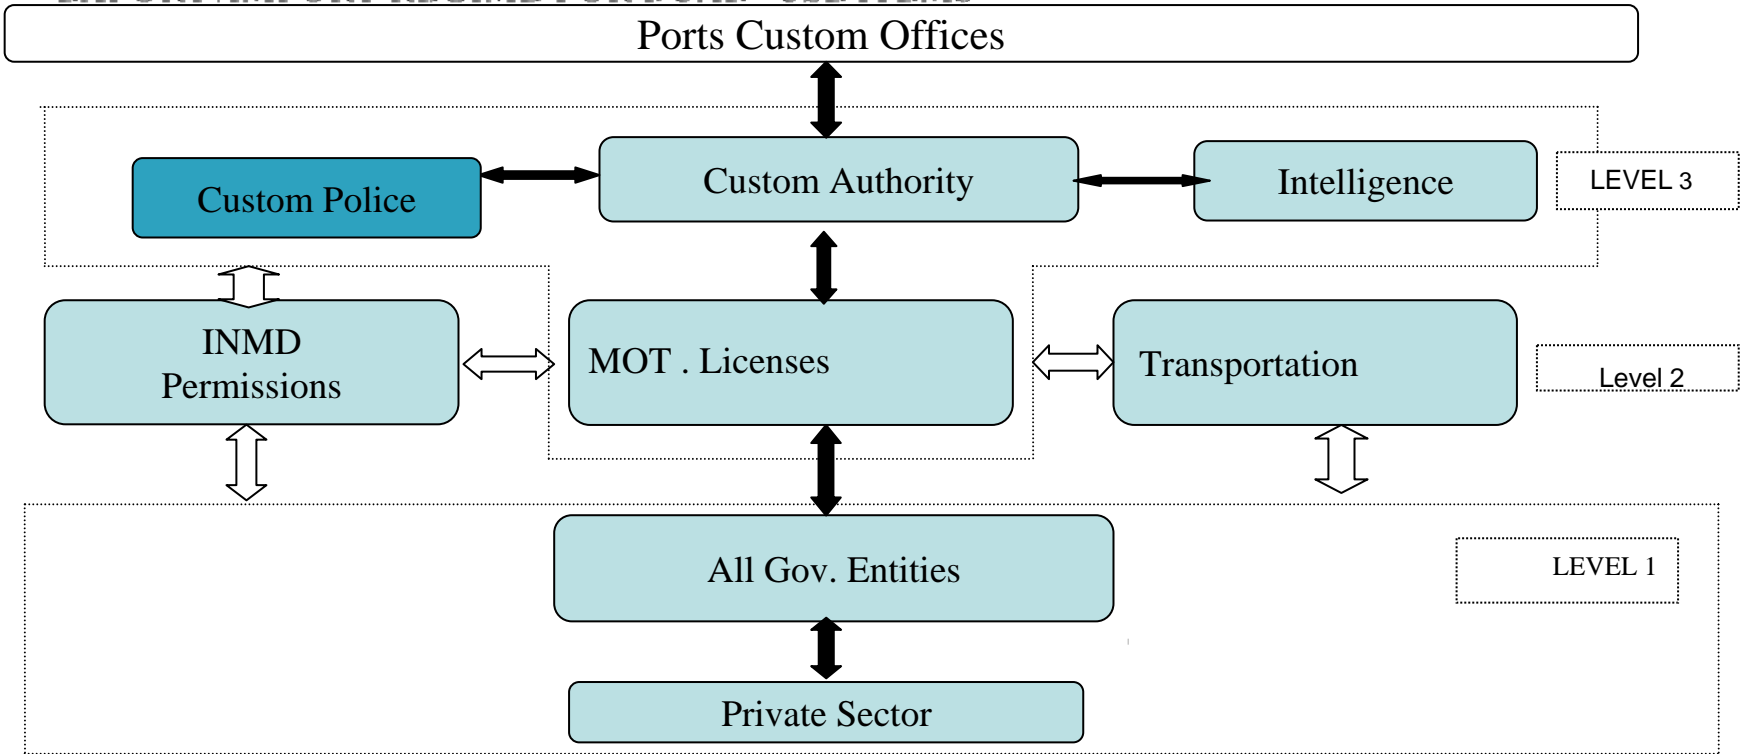 Ports Custom Offices
Custom Police
Custom Authority
Intelligence
LEVEL 3
INMD
Permissions
MOT . Licenses
Transportation
Level 2
All Gov. Entities
LEVEL 1
Private Sector